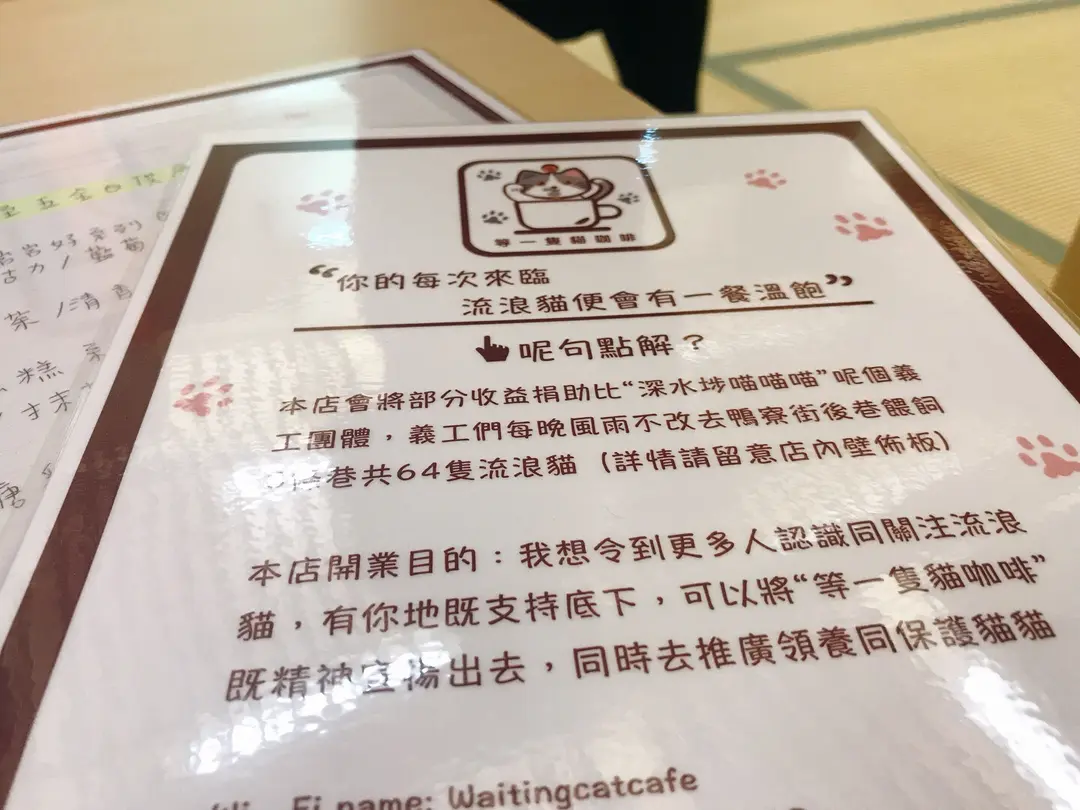 等一隻貓咖啡
“你的每次來臨
流浪貓便會有一餐溫飽”
呢句點解？
本店會將部分收益捐助比“深水埗喵喵喵”呢個義
工團體，義工們每晚風雨不改去鴨寮街後巷餵飼
巷共64隻流浪貓（詳情請留意店內壁佈板）
本店開業目的：我想令到更多人認識同關注流浪
貓，有你地既支持底下，可以將“等一隻貓咖啡”
既精神宣揚出去，同時去推廣領養同保護貓貓
Wi-Fi name: Waitingcatcafe
茶/清香
糕